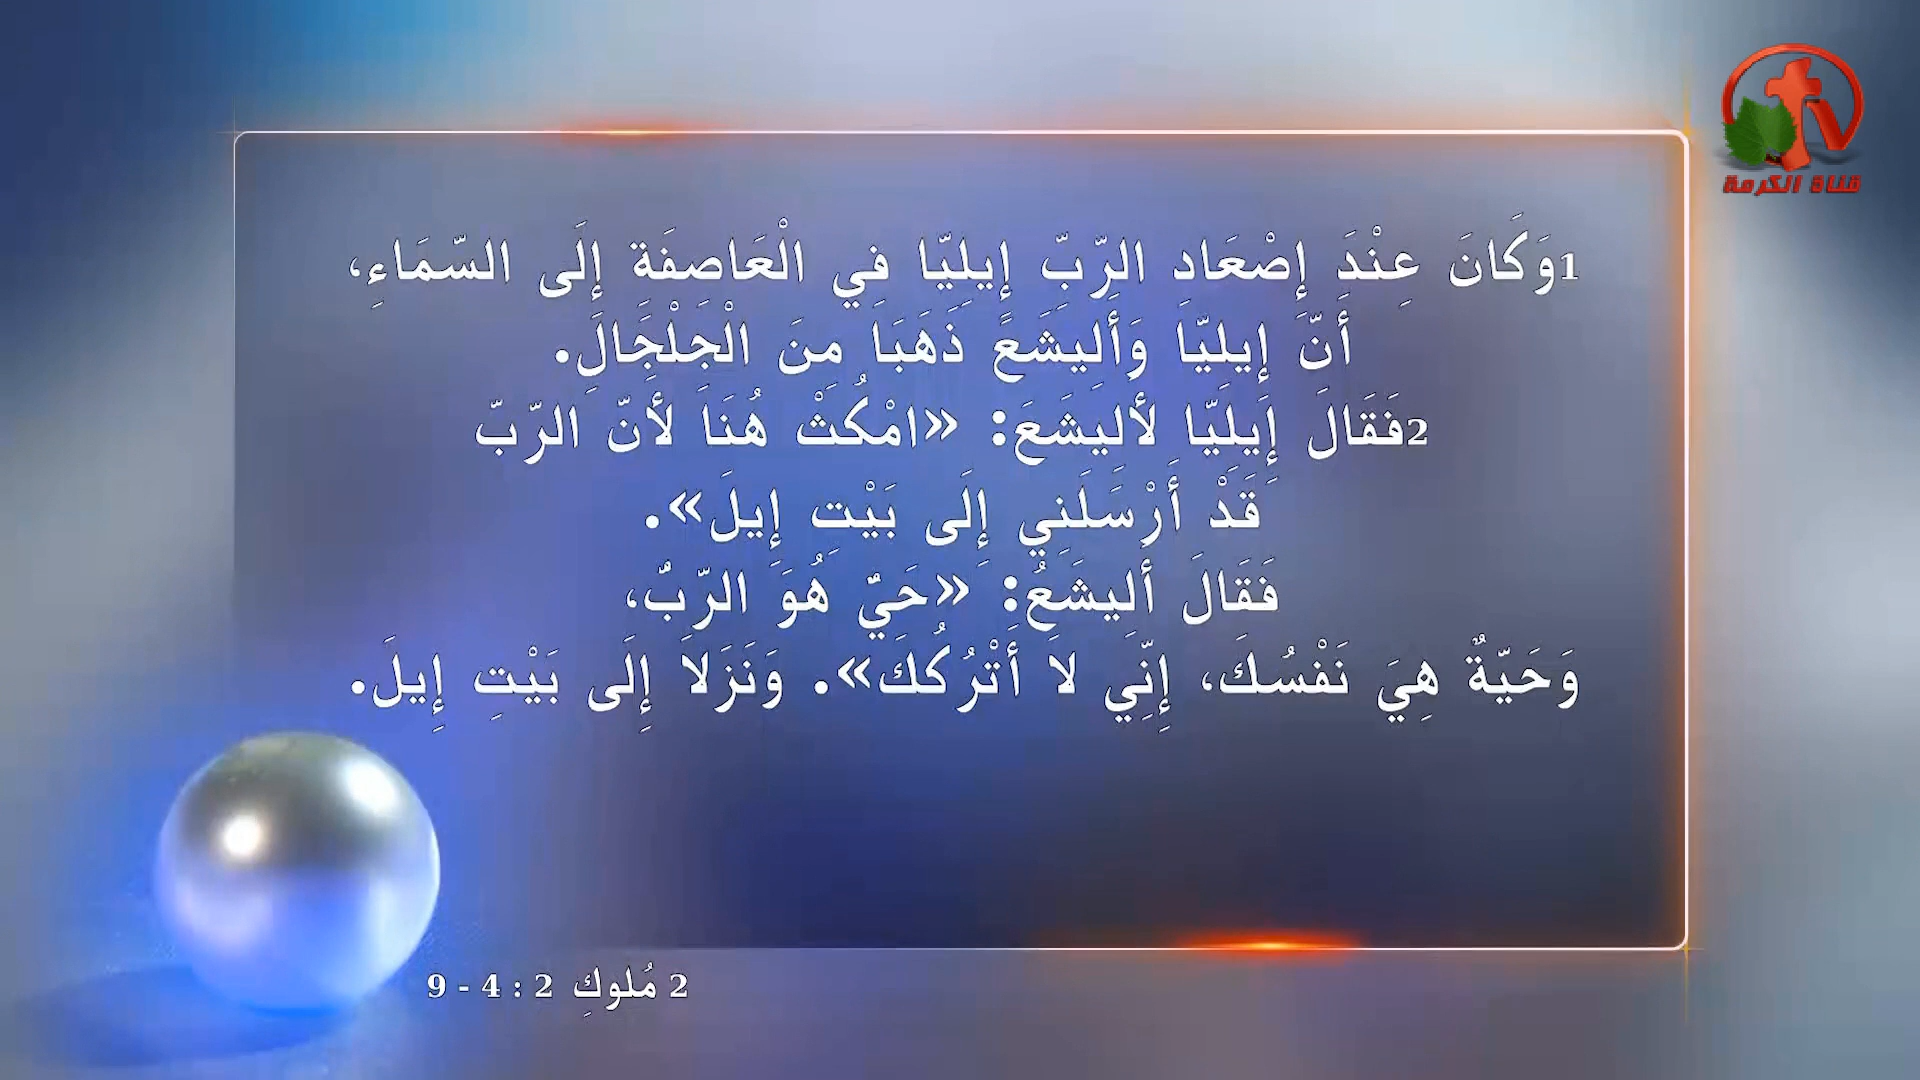 قناة الكرمة
1وَكَانَ عِنْدَ إِصْعَادِ الرَّبِّ إِيلِيَّا فِي الْعَاصِفَةِ إِلَى السَّمَاءِ،
أَنَّ إِيلِيَّا وَأَلِيشَعَ ذَهَبَا مِنَ الْجِلْجَالِ.
2فَقَالَ إِيلِيَّا لأَلِيشَعَ: «امْكُثْ هُنَا لأَنَّ الرَّبَّ
قَدْ أَرْسَلَنِي إِلَى بَيْتِ إِيلَ».
فَقَالَ أَلِيشَعُ: «حَيٌّ هُوَ الرَّبُّ،
وَحَيَّةٌ هِيَ نَفْسُكَ، إِنِّي لاَ أَتْرُكُكَ». وَنَزَلاَ إِلَى بَيْتِ إِيلَ.
2 مُلوكِ 2 : 4 - 9